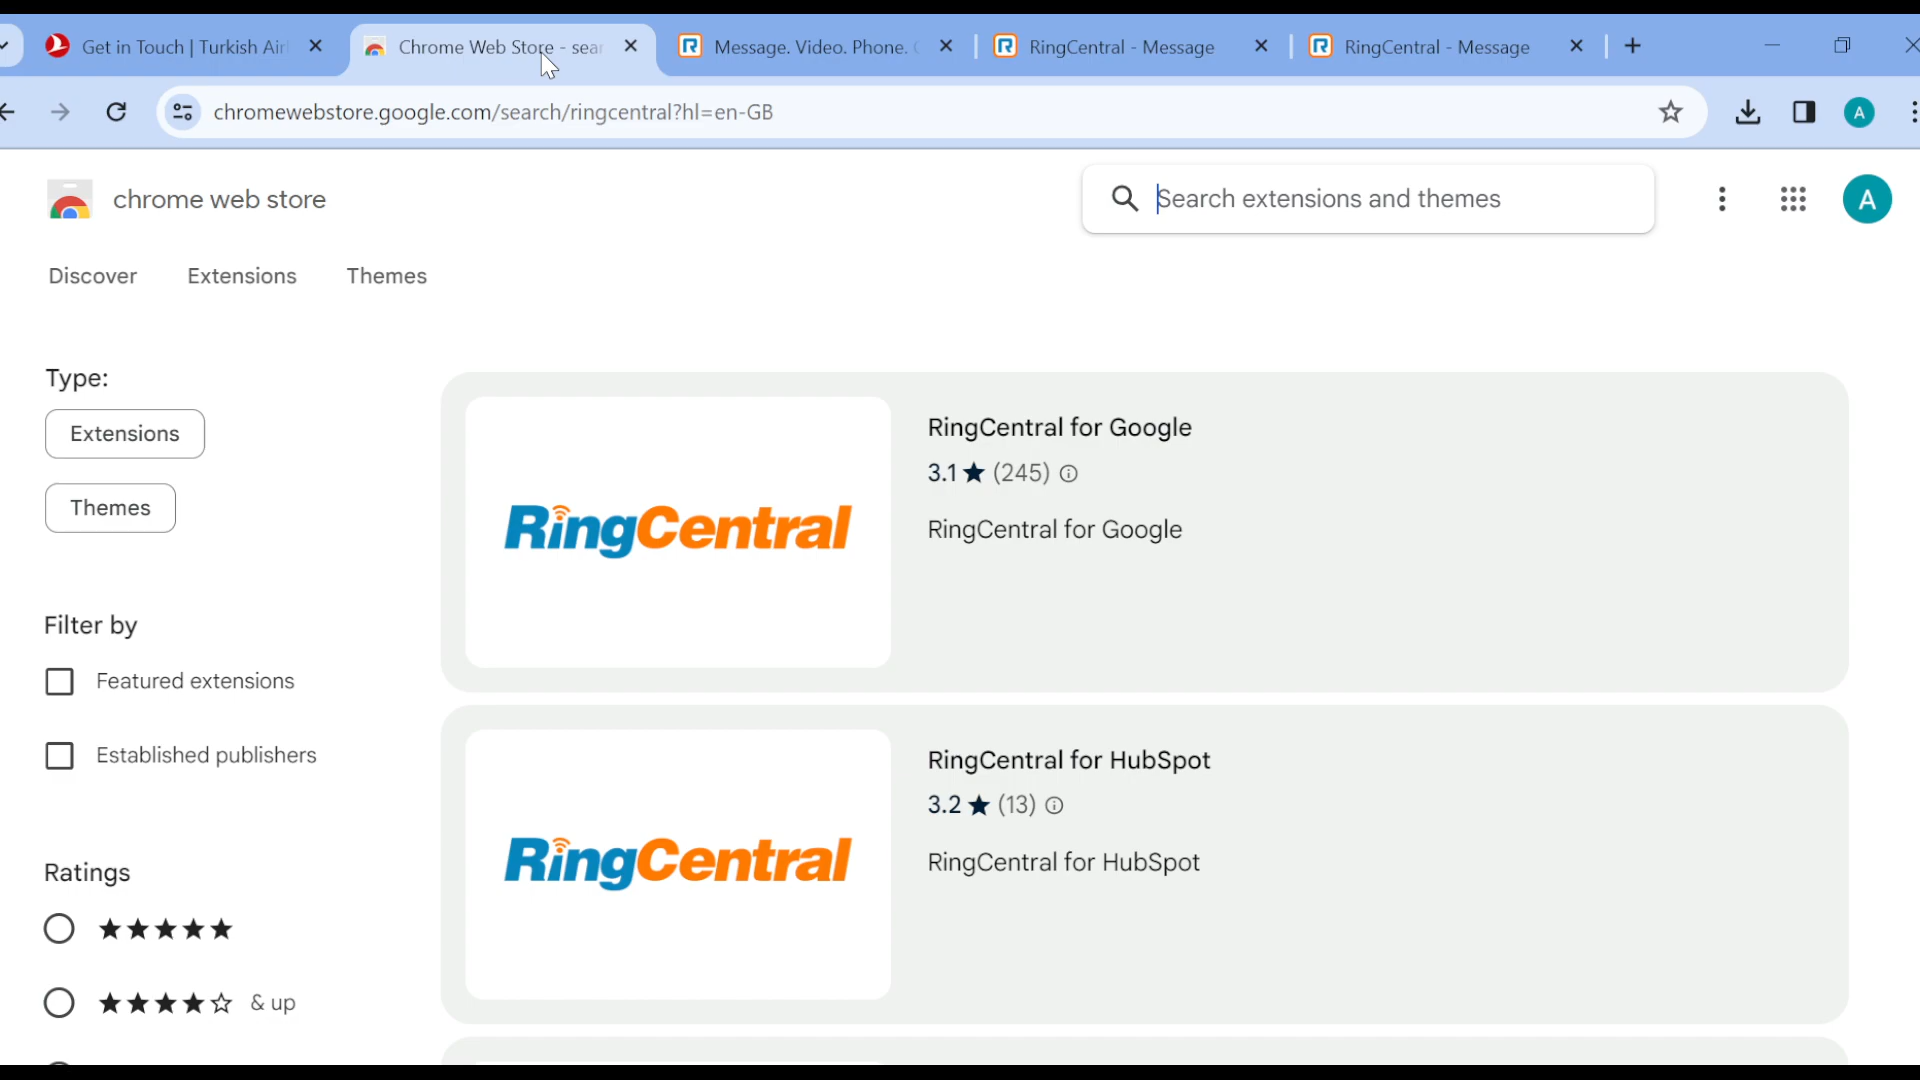 Get in Touch | Turkish Air
Chrome Web Store - sear
Message. Video. Phone.
RingCentral - Message
RingCentral - Message
chromewebstore.google.com/search/ringcentral?hl=en-GB
A
chrome web store
Search extensions and themes
A
Discover
Extensions
Themes
Type:
Extensions
Themes
Filter by
Featured extensions
Established publishers
Ratings
& up
RingCentral
RingCentral for Google
3.1 ★ (245)
RingCentral for Google
RingCentral
RingCentral for HubSpot
3.2 ★ (13)
RingCentral for HubSpot